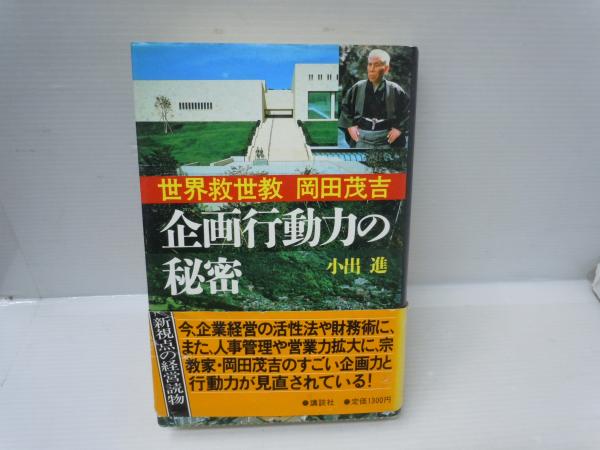 世界救世教 岡田茂吉
企画行動力の
秘密
小出 進
新視点の経営読物
今、企業経営の活性法や財務術に、
また、人事管理や営業力拡大に、宗
教家・岡田茂吉のすごい企画力と
行動力が見直されている！
●講談社 ●定価1300円